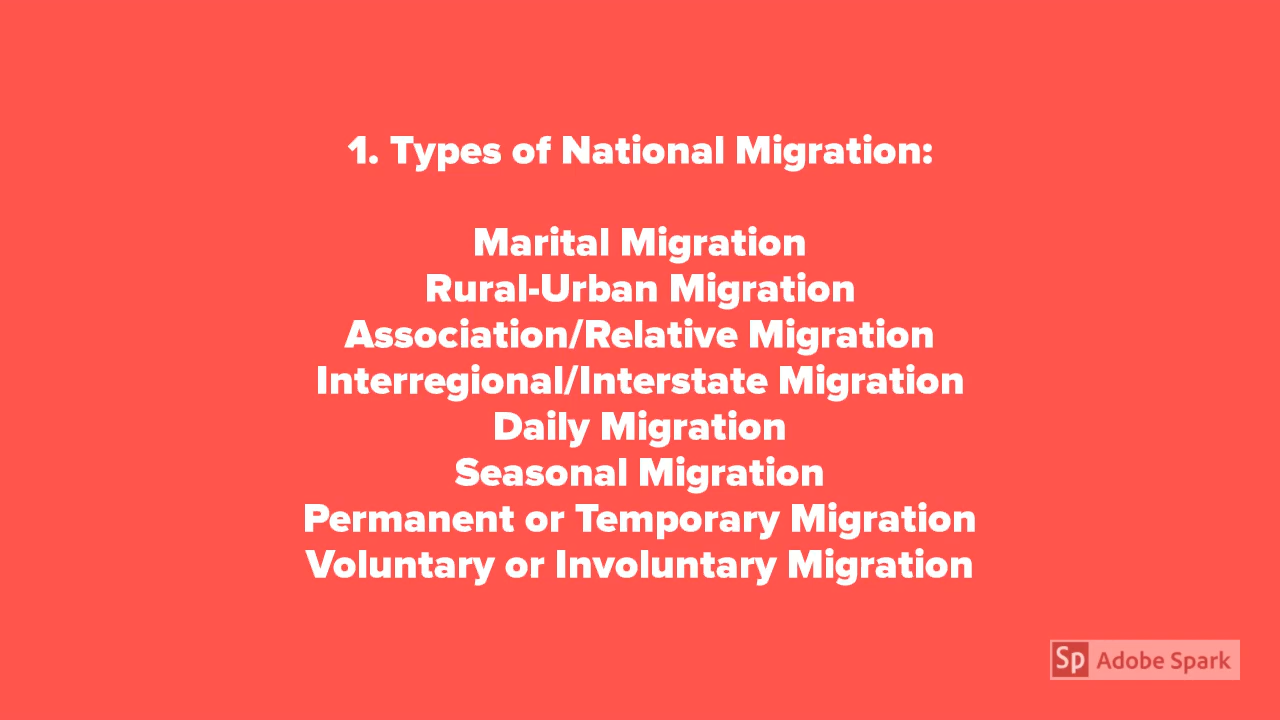 1. Types of National Migration:
Marital Migration
Rural-Urban Migration
Association/Relative Migration
Interregional/Interstate Migration
Daily Migration
Seasonal Migration
Permanent or Temporary Migration
Voluntary or Involuntary Migration
Sp Adobe Spark